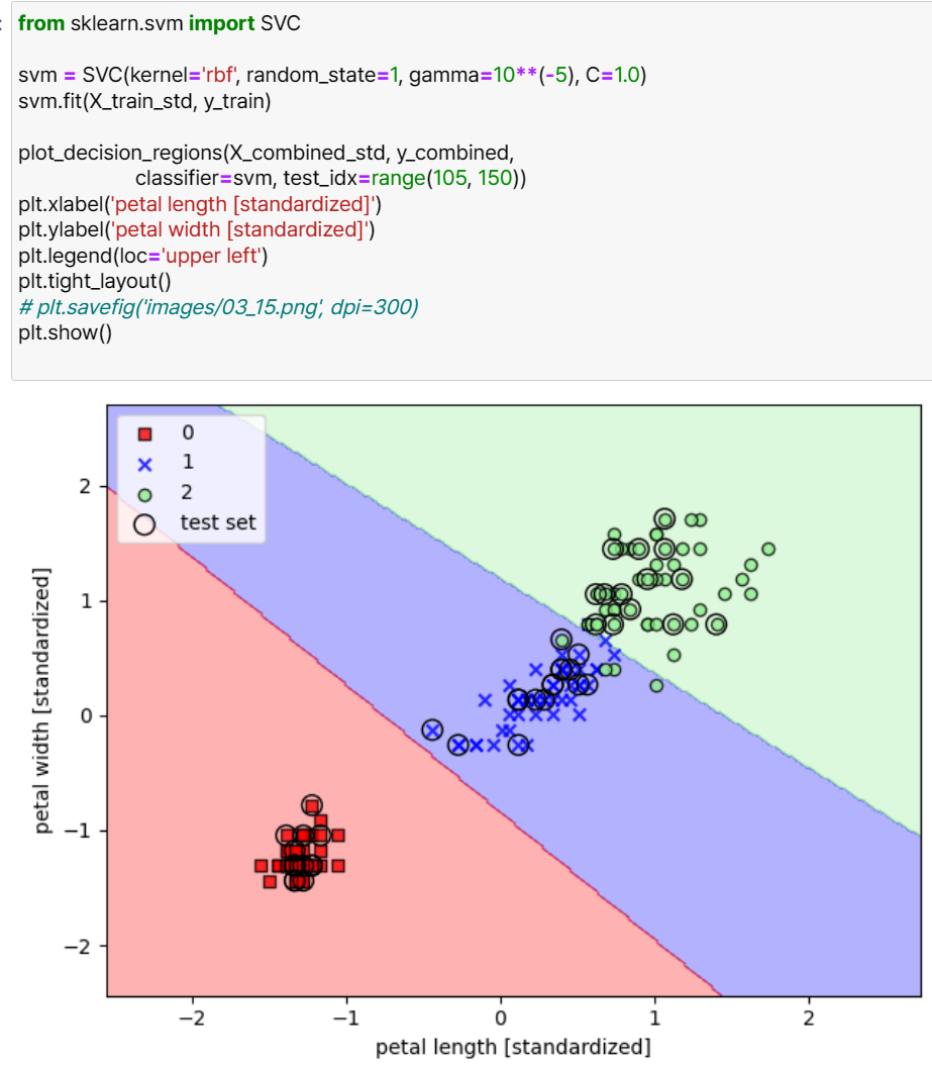 :
from sklearn.svm import SVC
svm = SVC(kernel='rbf', random_state=1, gamma=10**(-5), C=1.0)
svm.fit(X_train_std, y_train)
plot_decision_regions(X_combined_std, y_combined,
classifier=svm, test_idx=range(105, 150))
plt.xlabel('petal length [standardized]')
plt.ylabel('petal width [standardized]')
plt.legend(loc='upper left')
plt.tight_layout()
# plt.savefig('images/03_15.png', dpi=300)
plt.show()
0
1
2
test set
2
1
0
−1
−2
petal width [standardized]
−2
−1
0
1
2
petal length [standardized]